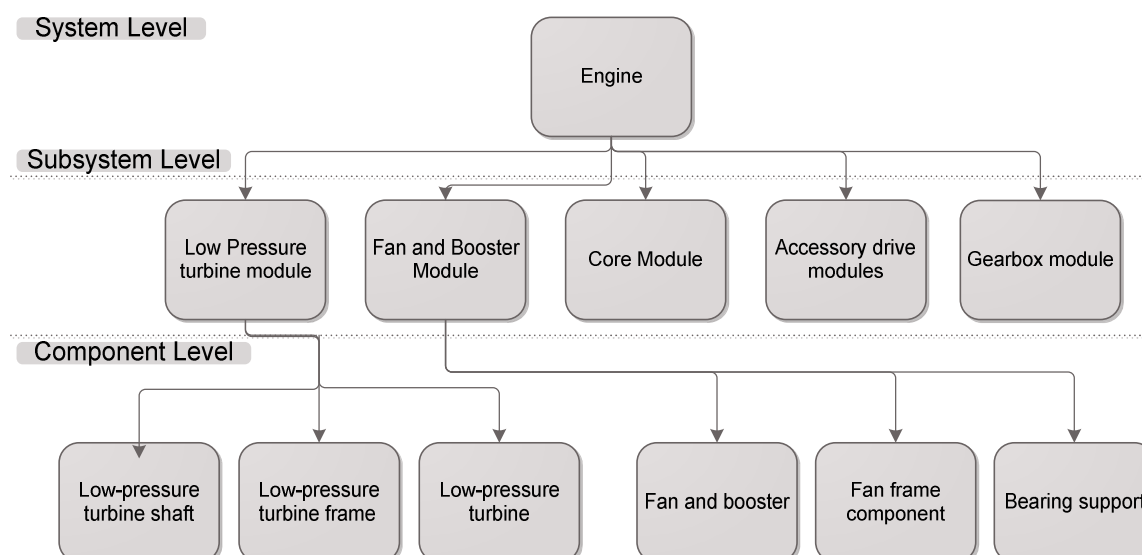 System Level
Engine
Subsystem Level
Low Pressure
turbine module
Fan and Booster
Module
Core Module
Accessory drive
modules
Gearbox module
Component Level
Low-pressure
turbine shaft
Low-pressure
turbine frame
Low-pressure
turbine
Fan and booster
Fan frame
component
Bearing support